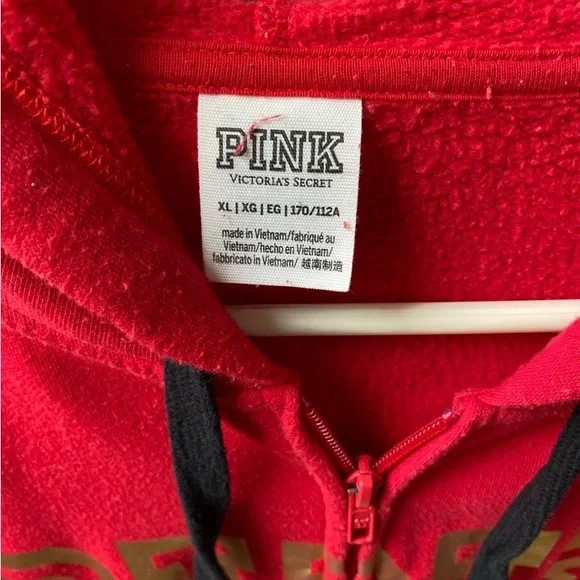 PINK
VICTORIA'S SECRET
XL | XG | EG | 170/112A
made in Vietnam/fabriqué au
Vietnam/hecho en Vietnam/
fabbricato in Vietnam/ 越南制造